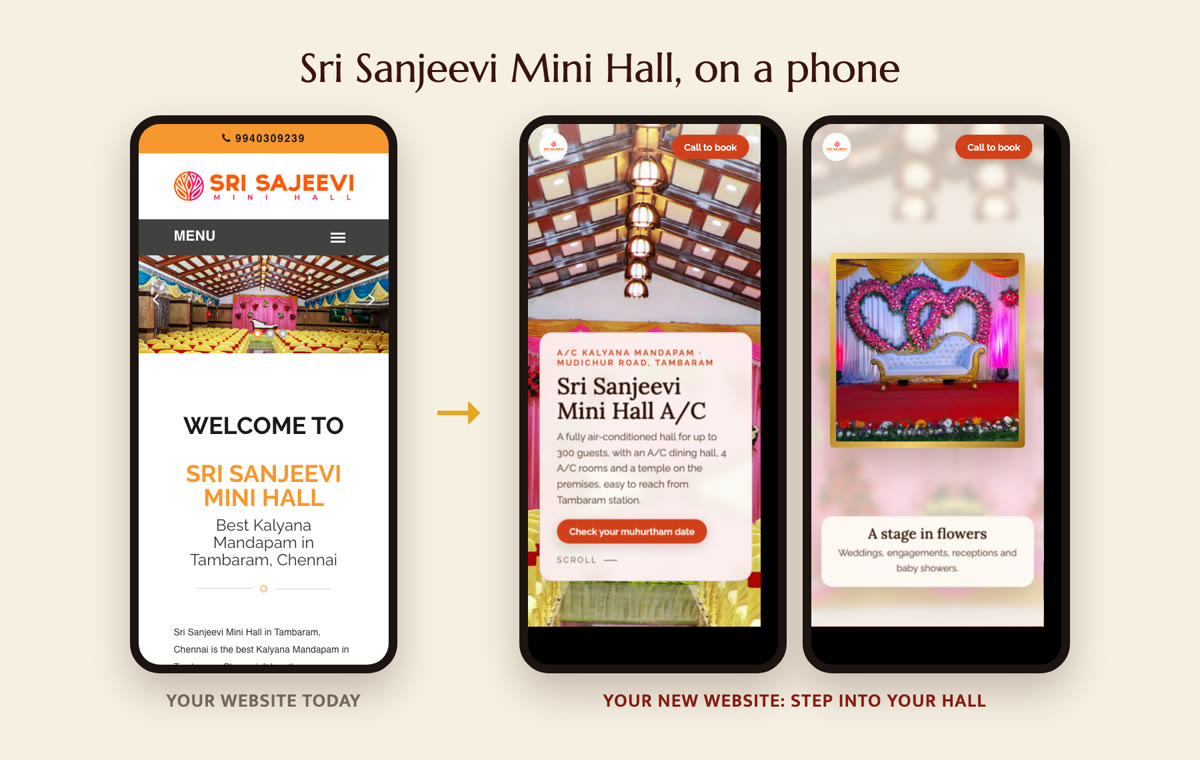 Sri Sanjeevi Mini Hall, on a phone
9940309239
SRI SAJEEVI
MINI HALL
MENU
WELCOME TO
SRI SANJEEVI
MINI HALL
Best Kalyana
Mandapam in
Tambaram, Chennai
Sri Sanjeevi Mini Hall in Tambaram,
Chennai is the best Kalyana Mandapam in
YOUR WEBSITE TODAY
SRI SAJEEVI
Call to book
A/C KALYANA MANDAPAM ·
MUDICHUR ROAD, TAMBARAM
Sri Sanjeevi
Mini Hall A/C
A fully air-conditioned hall for up to
300 guests, with an A/C dining hall, 4
A/C rooms and a temple on the
premises, easy to reach from
Tambaram station.
Check your muhurtham date
SCROLL
SRI SAJEEVI
Call to book
A stage in flowers
Weddings, engagements, receptions and
baby showers.
YOUR NEW WEBSITE: STEP INTO YOUR HALL